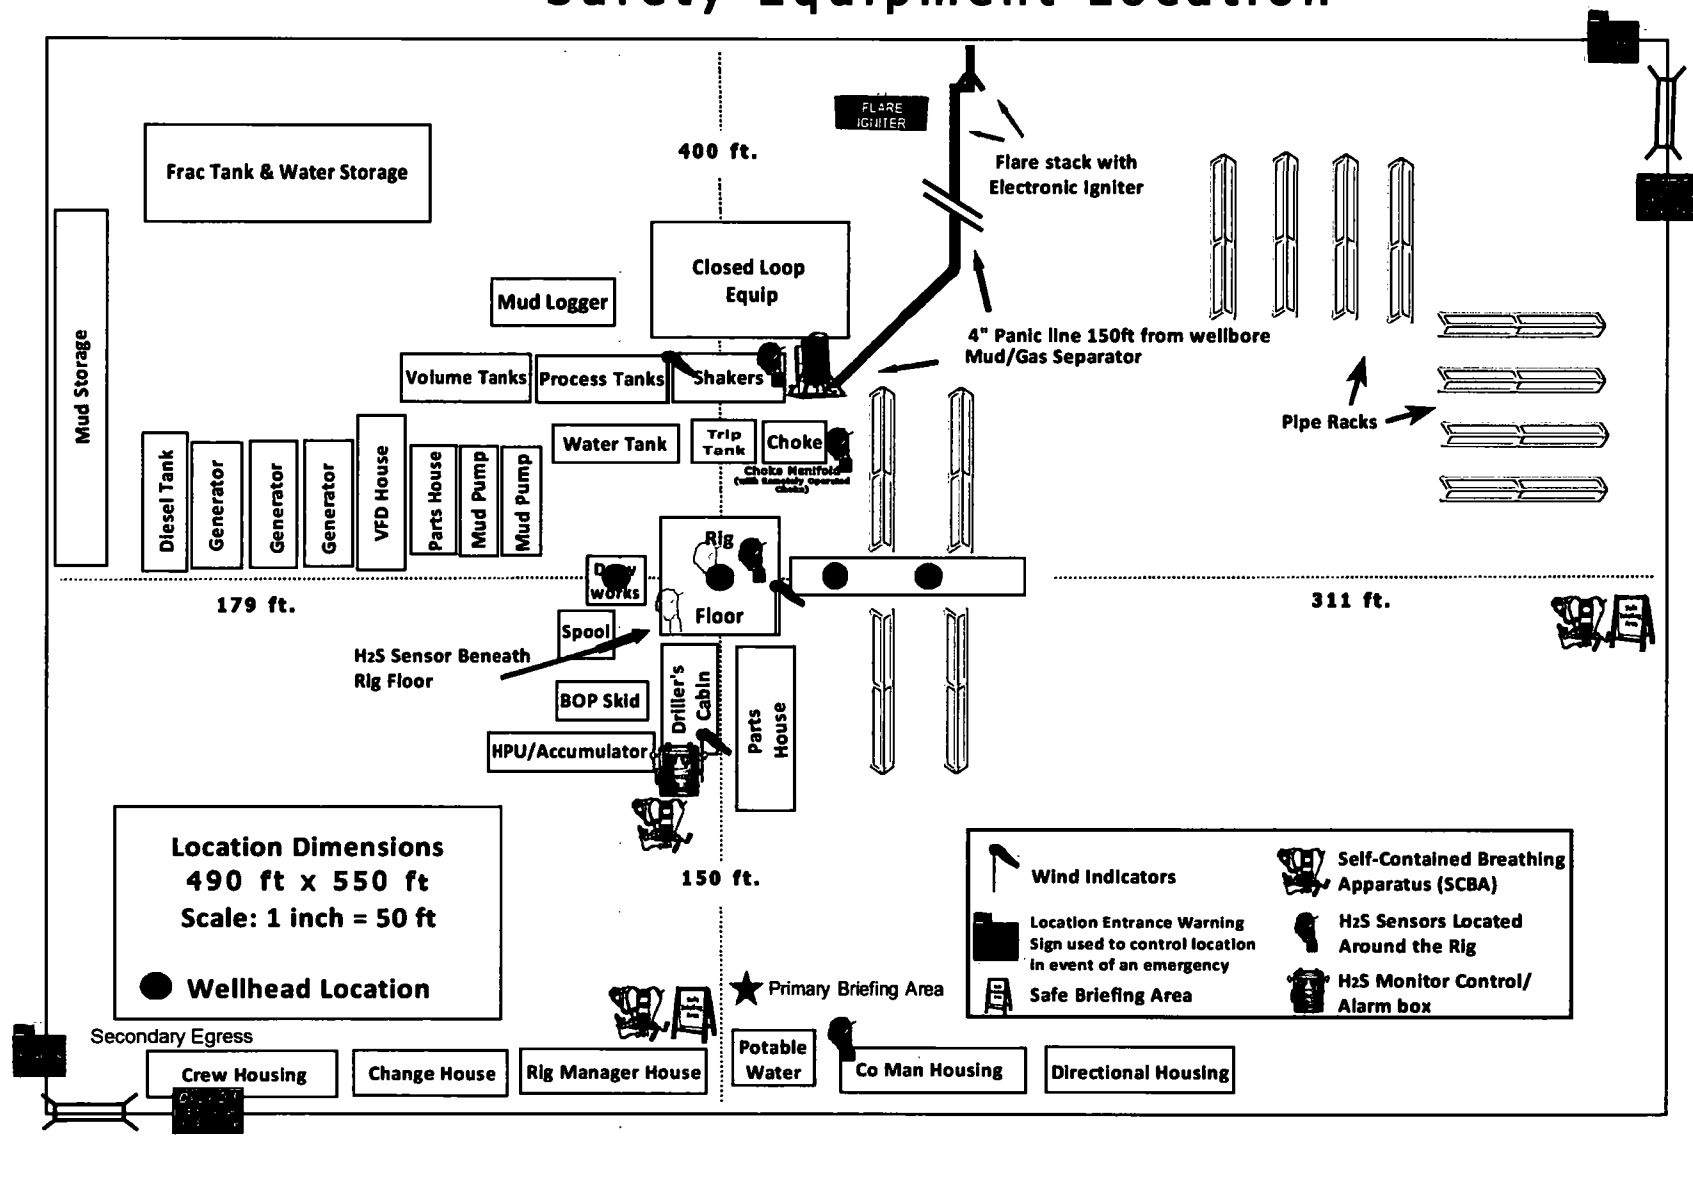 Safety Equipment Location
FLARE
IGNITER
400 ft.
Flare stack with
Electronic Igniter
Frac Tank & Water Storage
Closed Loop
Equip
Mud Logger
4" Panic line 150ft from wellbore
Mud/Gas Separator
Mud Storage
Volume Tanks
Process Tanks
Shakers
Pipe Racks
Water Tank
Trip
Tank
Choke
Choke Manifold
(with Remotely Operated
Choke)
Diesel Tank
Generator
Generator
Generator
VFD House
Parts House
Mud Pump
Mud Pump
Rig
Floor
Draw
works
179 ft.
311 ft.
Spool
H2S Sensor Beneath
Rig Floor
BOP Skid
Driller's
Cabin
Parts
House
HPU/Accumulator
Location Dimensions
490 ft x 550 ft
Scale: 1 inch = 50 ft
Wellhead Location
150 ft.
Wind Indicators
Location Entrance Warning
Sign used to control location
in event of an emergency
Safe Briefing Area
Self-Contained Breathing
Apparatus (SCBA)
H2S Sensors Located
Around the Rig
H2S Monitor Control/
Alarm box
Primary Briefing Area
Secondary Egress
Crew Housing
Change House
Rig Manager House
Potable
Water
Co Man Housing
Directional Housing